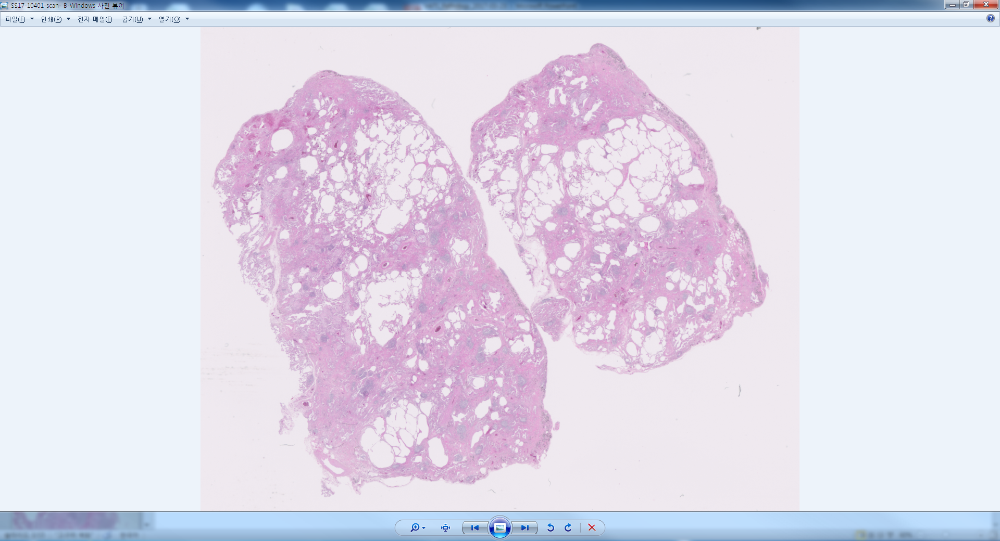 SS17-10401-scan- B-Windows 사진 뷰어
파일(F) 인쇄(P) 전자 메일(E) 굽기(U) 열기(O)